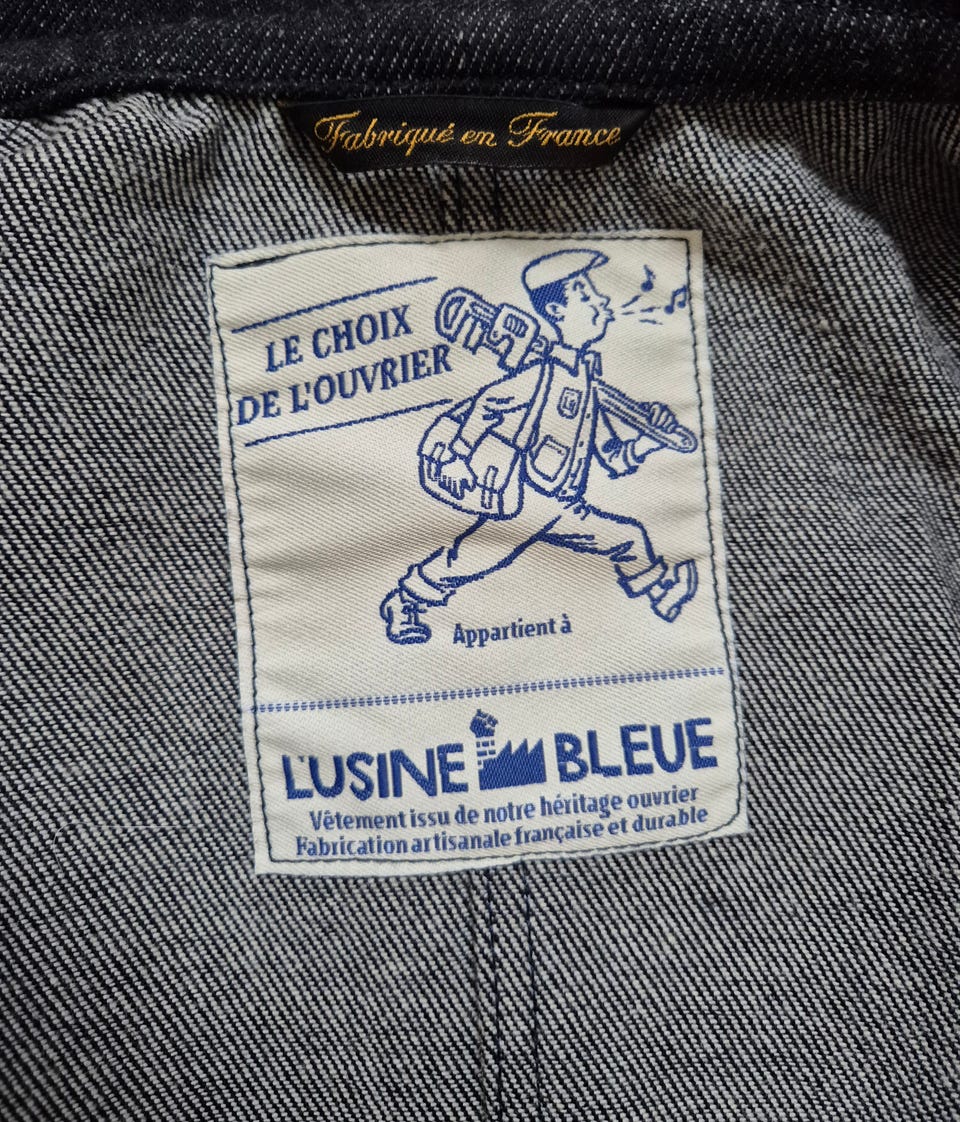 Fabriqué en France
LE CHOIX
DE L'OUVRIER
Appartient à
L'USINE BLEUE
Vêtement issu de notre héritage ouvrier
Fabrication artisanale française et durable